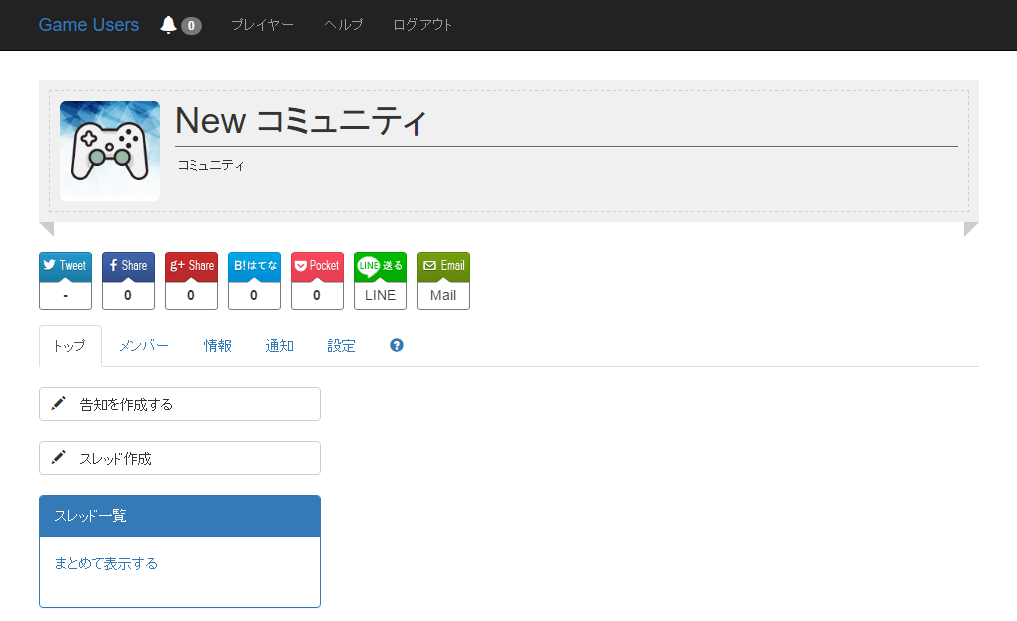 Game Users 0 プレイヤー ヘルプ ログアウト
New コミュニティ
コミュニティ
Tweet Share g+ Share B!はてな Pocket LINE 送る Email
- 0 0 0 0 LINE Mail
トップ メンバー 情報 通知 設定 ?
告知を作成する
スレッド作成
スレッド一覧
まとめて表示する